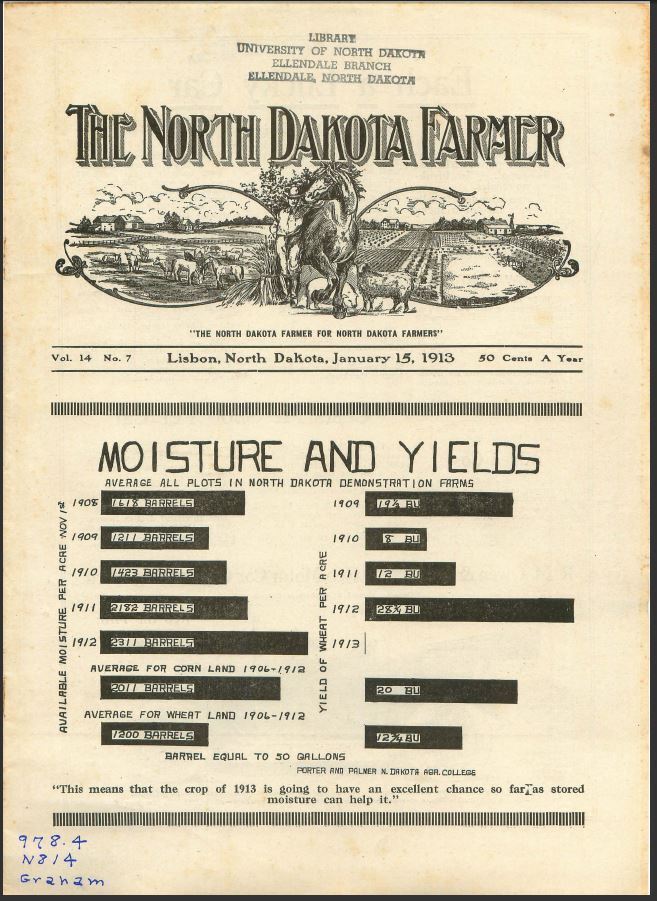 LIBRARY
UNIVERSITY OF NORTH DAKOTA
ELLENDALE BRANCH
ELLENDALE, NORTH DAKOTA
THE NORTH DAKOTA FARMER
"THE NORTH DAKOTA FARMER FOR NORTH DAKOTA FARMERS"
Vol. 14 No. 7 Lisbon, North Dakota, January 15, 1913 50 Cents A Year
MOISTURE AND YIELDS
AVERAGE ALL PLOTS IN NORTH DAKOTA DEMONSTRATION FARMS
AVAILABLE MOISTURE PER ACRE NOV 1st
1908 1618 BARRELS
1909 1211 BARRELS
1910 1423 BARRELS
1911 2182 BARRELS
1912 2311 BARRELS
AVERAGE FOR CORN LAND 1906-1912
2011 BARRELS
AVERAGE FOR WHEAT LAND 1906-1912
1200 BARRELS
YIELD OF WHEAT PER ACRE
1909 BU
1910 8 BU
1911 12 BU
1912 BU
1913
20 BU
12¾ BU
BARREL EQUAL TO 50 GALLONS
PORTER AND PALMER N. DAKOTA AGR. COLLEGE
"This means that the crop of 1913 is going to have an excellent chance so far as stored
moisture can help it."
978.4
N814
Graham